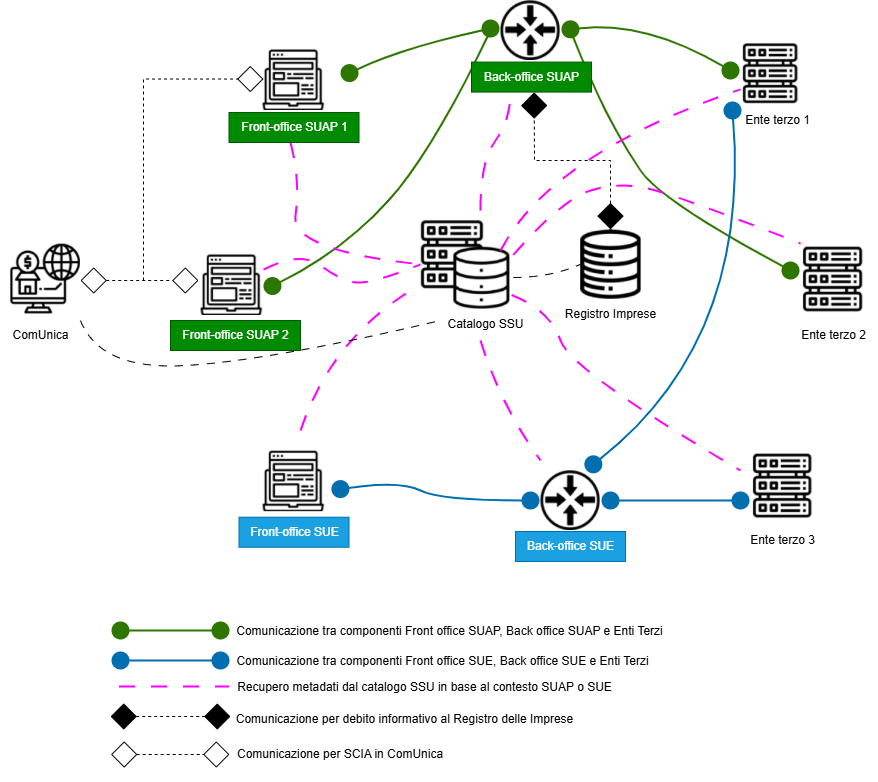 Back-office SUAP
Front-office SUAP 1
Ente terzo 1
ComUnica
Front-office SUAP 2
Catalogo SSU
Registro Imprese
Ente terzo 2
Front-office SUE
Back-office SUE
Ente terzo 3
Comunicazione tra componenti Front office SUAP, Back office SUAP e Enti Terzi
Comunicazione tra componenti Front office SUE, Back office SUE e Enti Terzi
Recupero metadati dal catalogo SSU in base al contesto SUAP o SUE
Comunicazione per debito informativo al Registro delle Imprese
Comunicazione per SCIA in ComUnica